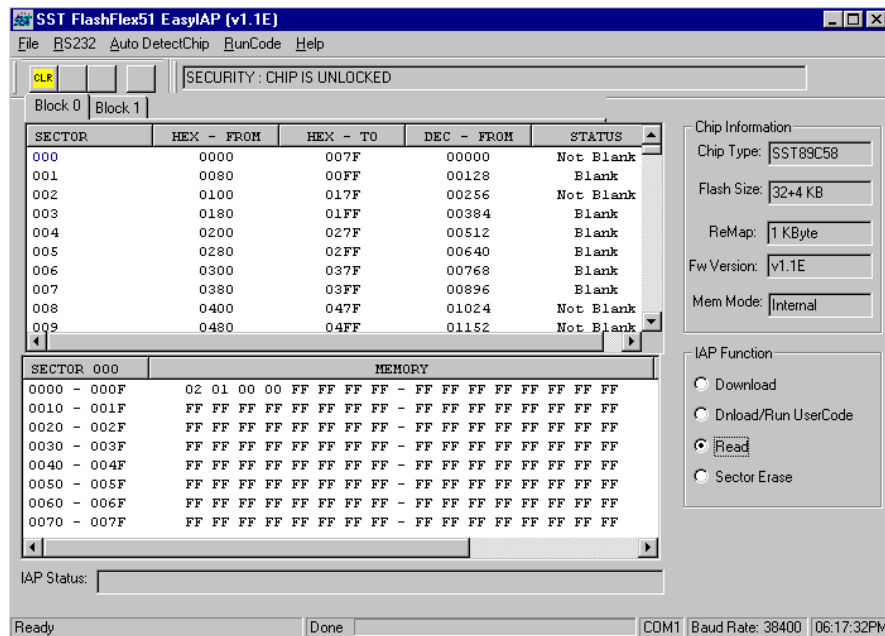 SST FlashFlex51 EasyIAP (v1.1E)
File RS232 Auto DetectChip RunCode Help
CLR SECURITY : CHIP IS UNLOCKED
Block 0 Block 1
SECTOR HEX - FROM HEX - TO DEC - FROM STATUS
000 0000 007F 00000 Not Blank
001 0080 00FF 00128 Blank
002 0100 017F 00256 Not Blank
003 0180 01FF 00384 Blank
004 0200 027F 00512 Blank
005 0280 02FF 00640 Blank
006 0300 037F 00768 Blank
007 0380 03FF 00896 Blank
008 0400 047F 01024 Not Blank
009 0480 04FF 01152 Not Blank
SECTOR 000 MEMORY
0000 - 000F 02 01 00 00 FF FF FF FF - FF FF FF FF FF FF FF FF
0010 - 001F FF FF FF FF FF FF FF FF - FF FF FF FF FF FF FF FF
0020 - 002F FF FF FF FF FF FF FF FF - FF FF FF FF FF FF FF FF
0030 - 003F FF FF FF FF FF FF FF FF - FF FF FF FF FF FF FF FF
0040 - 004F FF FF FF FF FF FF FF FF - FF FF FF FF FF FF FF FF
0050 - 005F FF FF FF FF FF FF FF FF - FF FF FF FF FF FF FF FF
0060 - 006F FF FF FF FF FF FF FF FF - FF FF FF FF FF FF FF FF
0070 - 007F FF FF FF FF FF FF FF FF - FF FF FF FF FF FF FF FF
Chip Information
Chip Type: SST89C58
Flash Size: 32+4 KB
ReMap: 1 KByte
Fw Version: v1.1E
Mem Mode: Internal
IAP Function
Download
Dnload/Run UserCode
Read
Sector Erase
IAP Status:
Ready Done COM1 Baud Rate: 38400 06:17:32PM